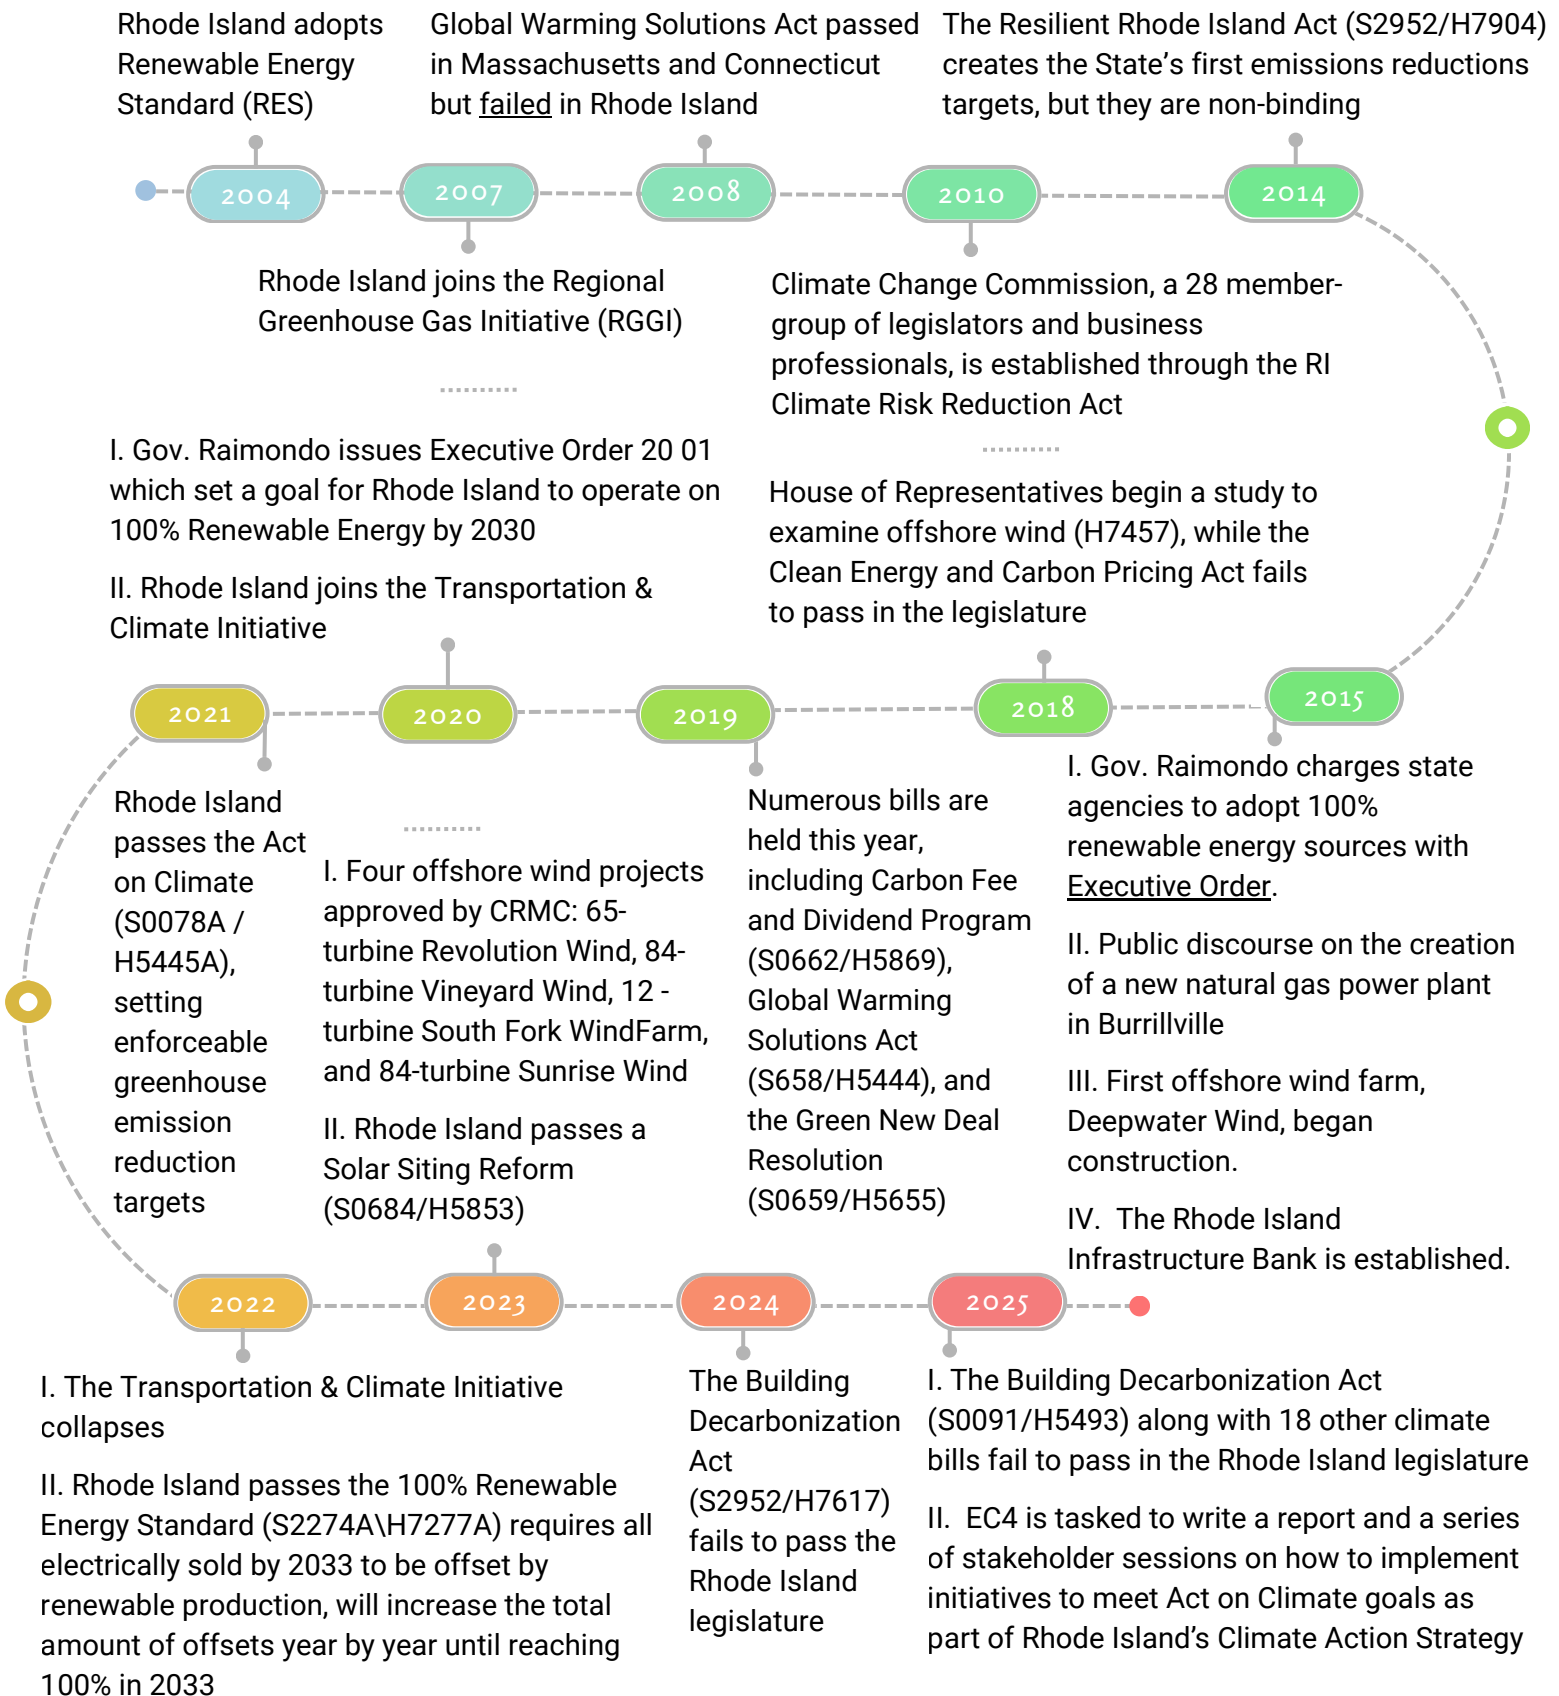 Rhode Island adopts
Renewable Energy
Standard (RES)
Global Warming Solutions Act passed
in Massachusetts and Connecticut
but failed in Rhode Island
The Resilient Rhode Island Act (S2952/H7904)
creates the State's first emissions reductions
targets, but they are non-binding
2004
2007
2008
2010
2014
Rhode Island joins the Regional
Greenhouse Gas Initiative (RGGI)
Climate Change Commission, a 28 member-
group of legislators and business
professionals, is established through the RI
Climate Risk Reduction Act
I. Gov. Raimondo issues Executive Order 20 01
which set a goal for Rhode Island to operate on
100% Renewable Energy by 2030
II. Rhode Island joins the Transportation &
Climate Initiative
House of Representatives begin a study to
examine offshore wind (H7457), while the
Clean Energy and Carbon Pricing Act fails
to pass in the legislature
2021
2020
2019
2018
2015
Rhode Island
passes the Act
on Climate
(S0078A /
H5445A),
setting
enforceable
greenhouse
emission
reduction
targets
I. Four offshore wind projects
approved by CRMC: 65-
turbine Revolution Wind, 84-
turbine Vineyard Wind, 12 -
turbine South Fork WindFarm,
and 84-turbine Sunrise Wind
II. Rhode Island passes a
Solar Siting Reform
(S0684/H5853)
Numerous bills are
held this year,
including Carbon Fee
and Dividend Program
(S0662/H5869),
Global Warming
Solutions Act
(S658/H5444), and
the Green New Deal
Resolution
(S0659/H5655)
I. Gov. Raimondo charges state
agencies to adopt 100%
renewable energy sources with
Executive Order.
II. Public discourse on the creation
of a new natural gas power plant
in Burrillville
III. First offshore wind farm,
Deepwater Wind, began
construction.
IV. The Rhode Island
Infrastructure Bank is established.
2022
2023
2024
2025
I. The Transportation & Climate Initiative
collapses
II. Rhode Island passes the 100% Renewable
Energy Standard (S2274A\H7277A) requires all
electrically sold by 2033 to be offset by
renewable production, will increase the total
amount of offsets year by year until reaching
100% in 2033
The Building
Decarbonization
Act
(S2952/H7617)
fails to pass the
Rhode Island
legislature
I. The Building Decarbonization Act
(S0091/H5493) along with 18 other climate
bills fail to pass in the Rhode Island legislature
II. EC4 is tasked to write a report and a series
of stakeholder sessions on how to implement
initiatives to meet Act on Climate goals as
part of Rhode Island's Climate Action Strategy